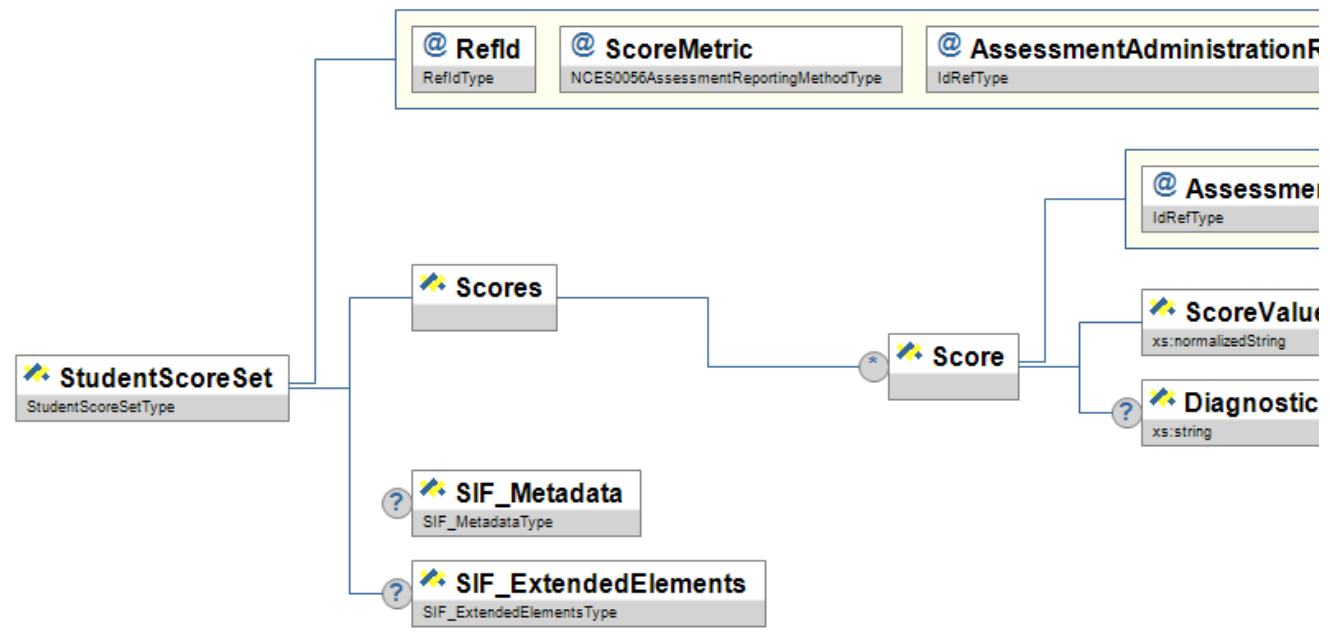 @ RefId
RefIdType
@ ScoreMetric
NCES0056AssessmentReportingMethodType
@ AssessmentAdministrationR
IdRefType
@ Assessmen
IdRefType
Scores
ScoreValue
xs:normalizedString
* Score
StudentScoreSet
StudentScoreSetType
? Diagnostic
xs:string
? SIF_Metadata
SIF_MetadataType
? SIF_ExtendedElements
SIF_ExtendedElementsType